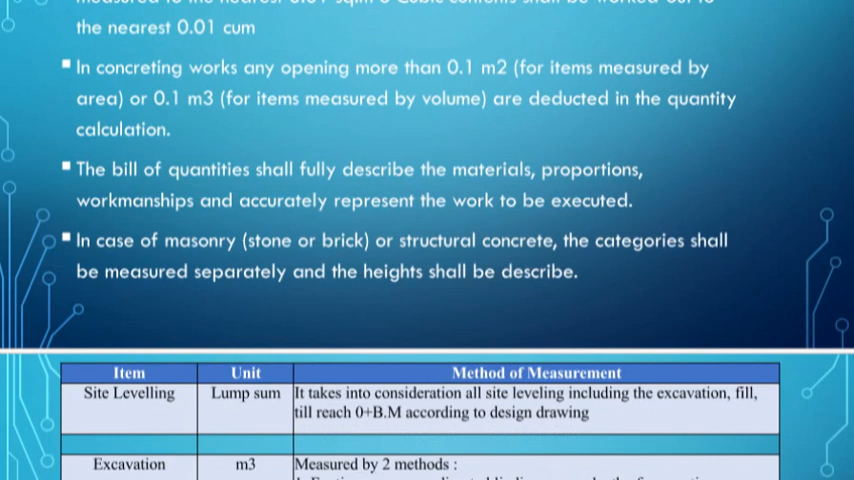 the nearest 0.01 cum
In concreting works any opening more than 0.1 m2 (for items measured by
area) or 0.1 m3 (for items measured by volume) are deducted in the quantity
calculation.
The bill of quantities shall fully describe the materials, proportions,
workmanships and accurately represent the work to be executed.
In case of masonry (stone or brick) or structural concrete, the categories shall
be measured separately and the heights shall be describe.
Item Unit Method of Measurement
Site Levelling Lump sum It takes into consideration all site leveling including the excavation, fill,
till reach 0+B.M according to design drawing
Excavation m3 Measured by 2 methods :